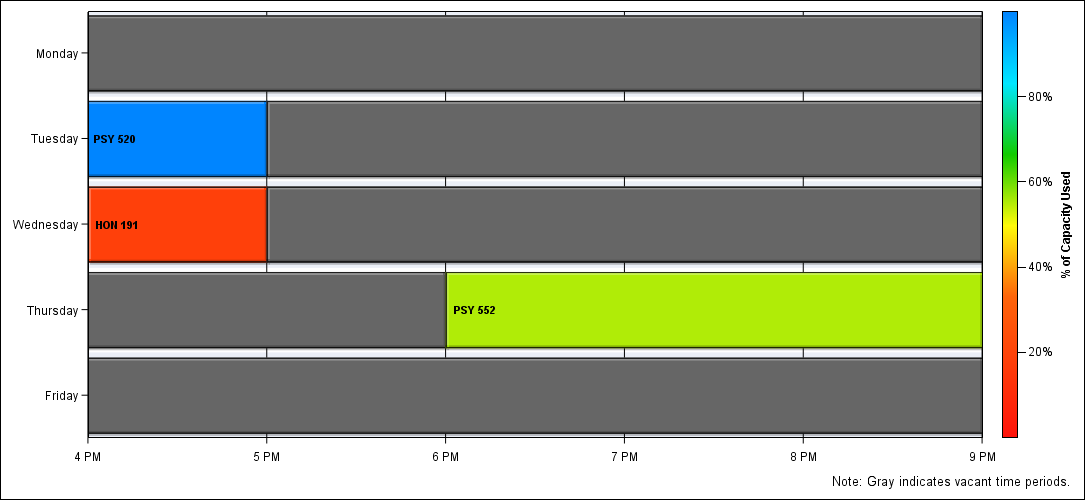 Monday
Tuesday
PSY 520
Wednesday
HON 191
Thursday
PSY 552
Friday
4 PM
5 PM
6 PM
7 PM
8 PM
9 PM
80%
60%
40%
20%
% of Capacity Used
Note: Gray indicates vacant time periods.